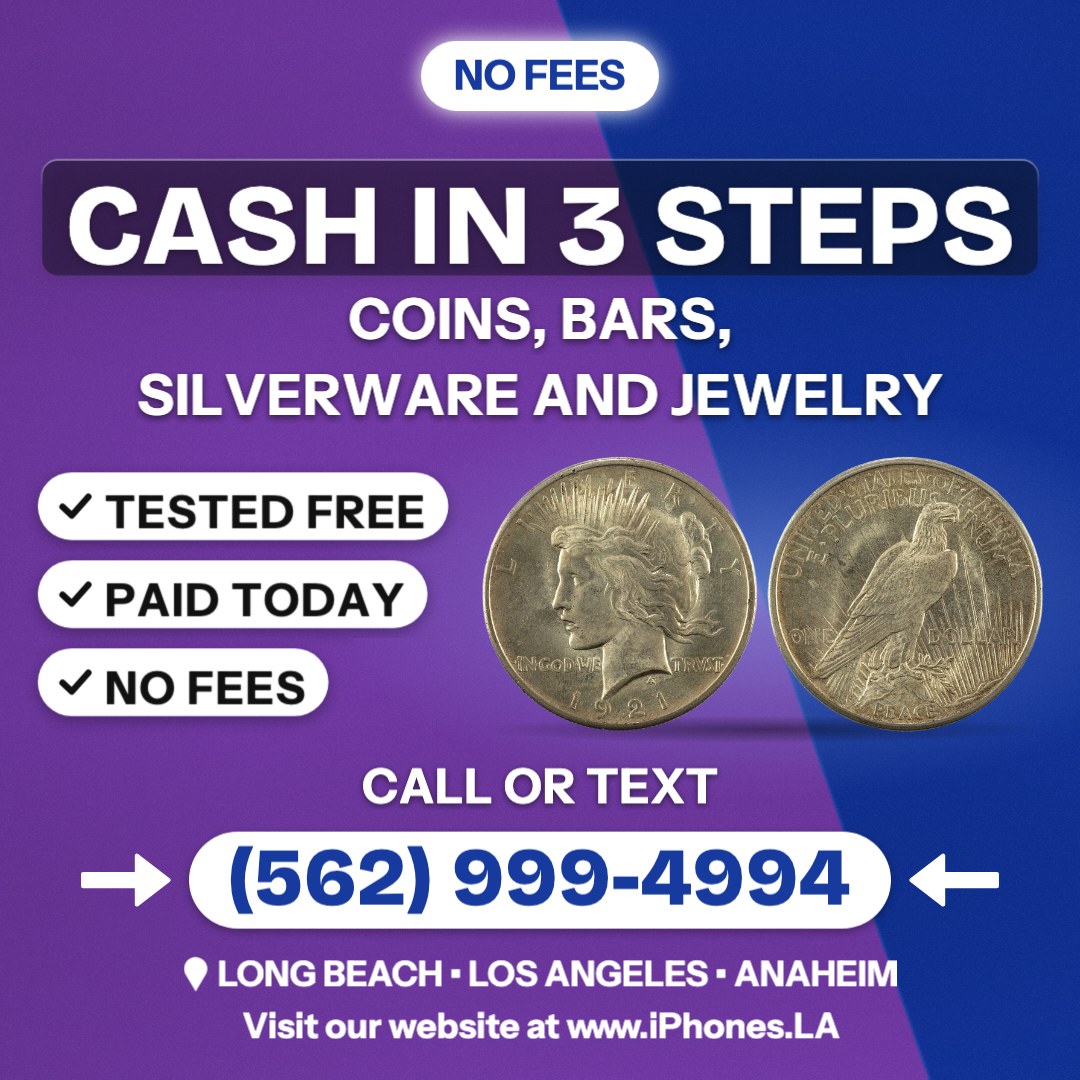 NO FEES
CASH IN 3 STEPS
COINS, BARS,
SILVERWARE AND JEWELRY
TESTED FREE
PAID TODAY
NO FEES
LIBERTY
IN GOD WE TRVST
1921
UNITED STATES OF AMERICA
E PLURIBUS UNUM
ONE DOLLAR
PEACE
CALL OR TEXT
(562) 999-4994
LONG BEACH ▪ LOS ANGELES ▪ ANAHEIM
Visit our website at www.iPhones.LA